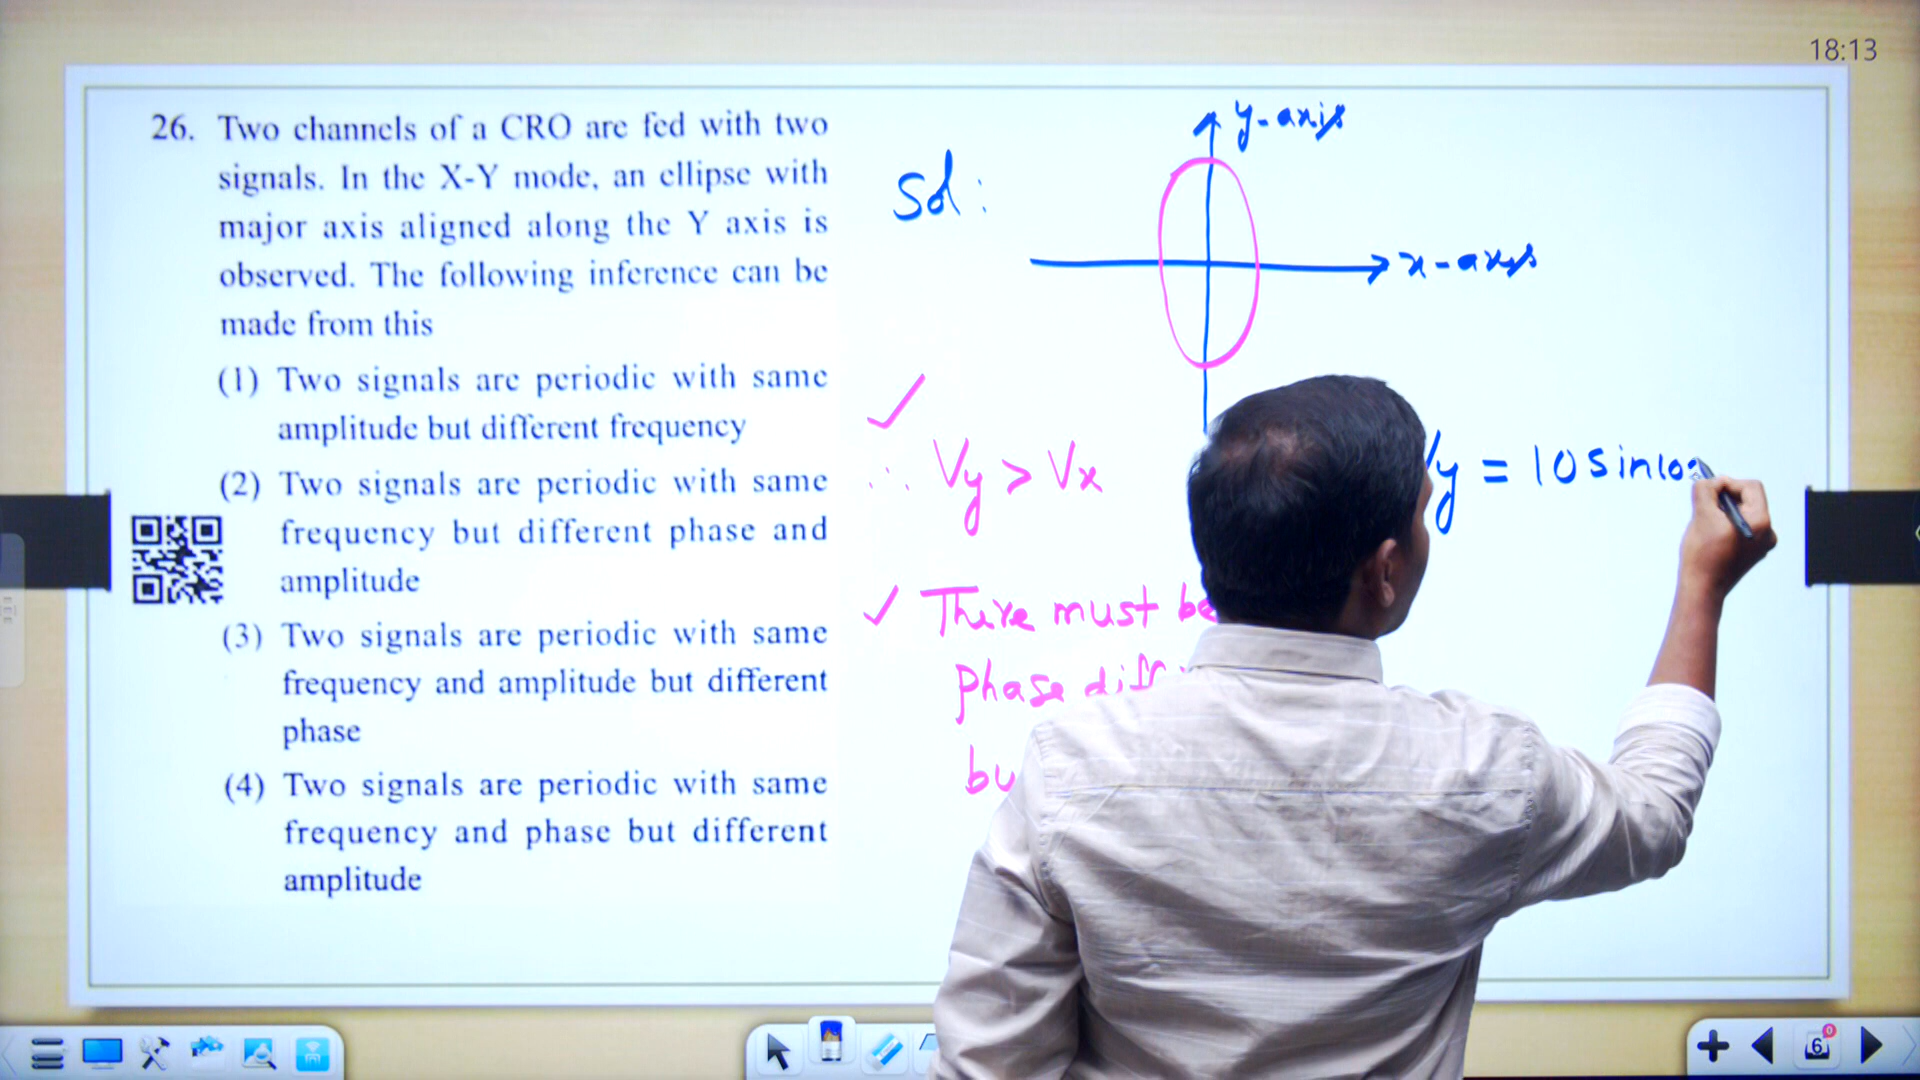 18:13
26. Two channels of a CRO are fed with two
signals. In the X-Y mode, an ellipse with
major axis aligned along the Y axis is
observed. The following inference can be
made from this
(1) Two signals are periodic with same
amplitude but different frequency
(2) Two signals are periodic with same
frequency but different phase and
amplitude
(3) Two signals are periodic with same
frequency and amplitude but different
phase
(4) Two signals are periodic with same
frequency and phase but different
amplitude
Sol:
y-axis
x-axis
∴ Vy > Vx
✓ There must be
phase diff
bu
Vy = 10 sin
6
0